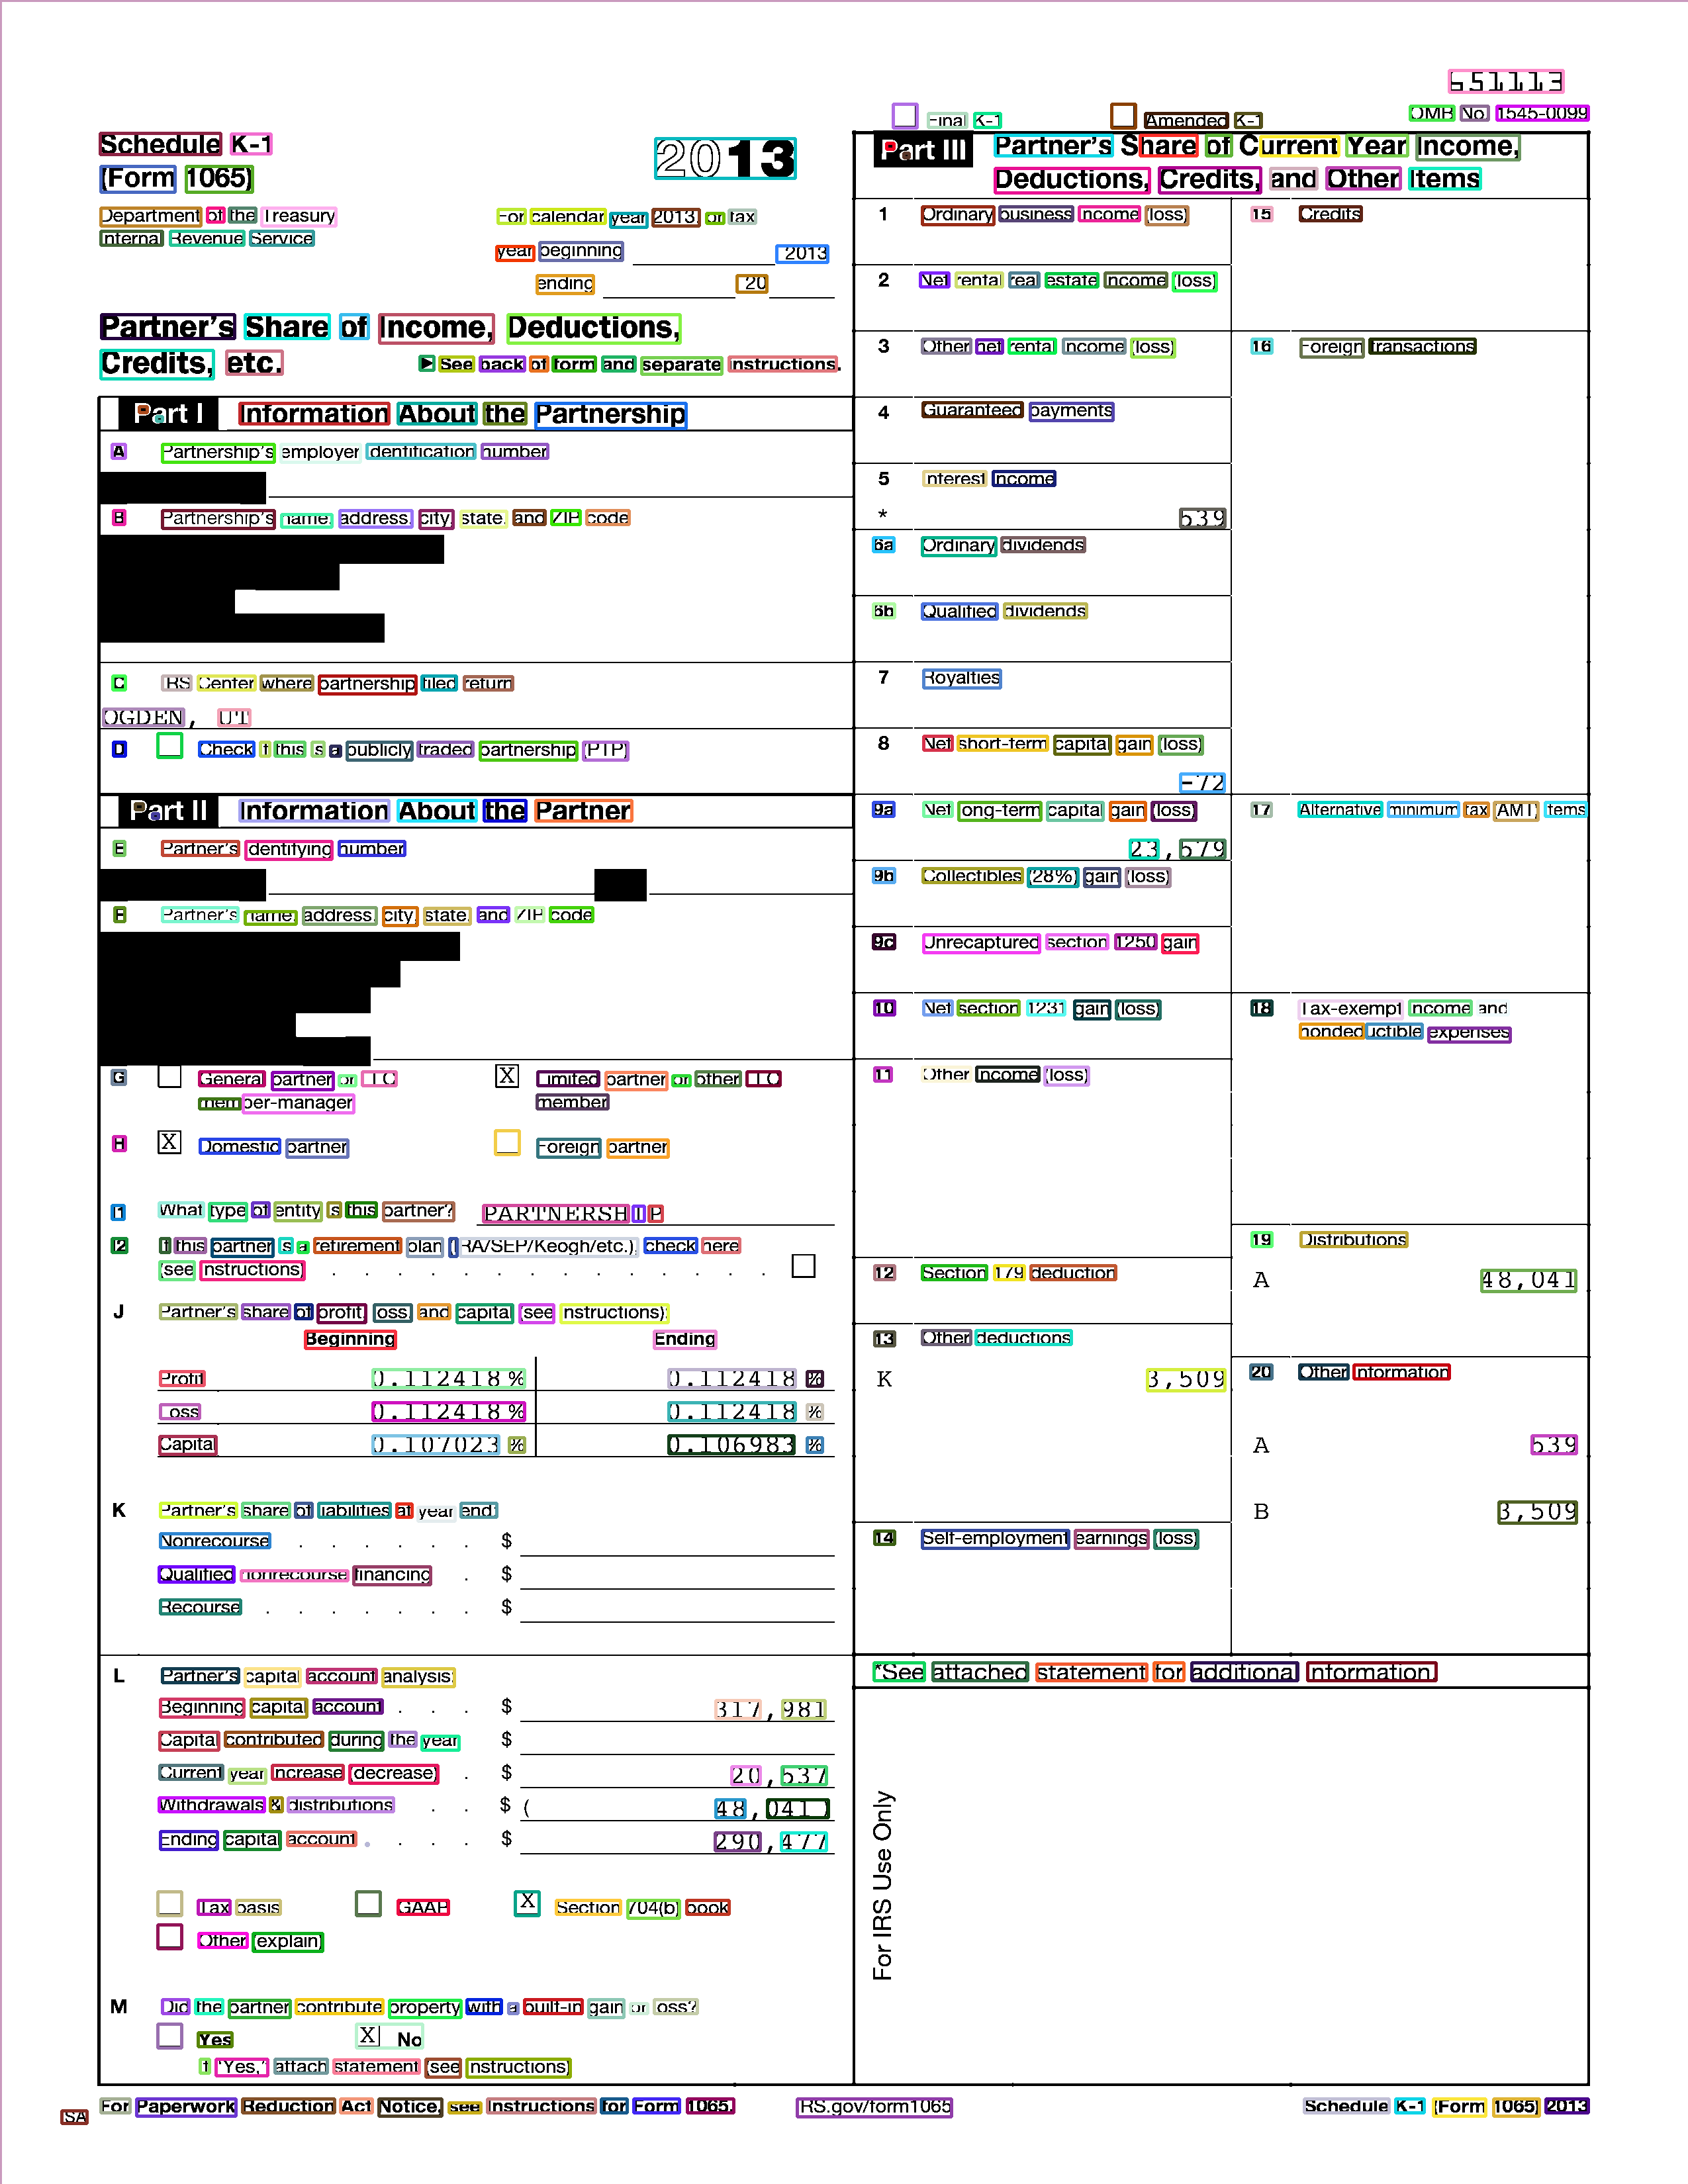 651113
Final K-1 Amended K-1 OMB No. 1545-0099
Schedule K-1
(Form 1065)
2013
Department of the Treasury
Internal Revenue Service
For calendar year 2013, or tax
year beginning 2013
ending 20
Partner's Share of Income, Deductions,
Credits, etc.
► See back of form and separate instructions.
Part I Information About the Partnership
A Partnership's employer identification number
B Partnership's name, address, city, state, and ZIP code
C IRS Center where partnership filed return
OGDEN, UT
D Check if this is a publicly traded partnership (PTP)
Part II Information About the Partner
E Partner's identifying number
F Partner's name, address, city, state, and ZIP code
G General partner or LLC
member-manager
X Limited partner or other LLC
member
H X Domestic partner Foreign partner
I1 What type of entity is this partner? PARTNERSHIP
I2 If this partner is a retirement plan (IRA/SEP/Keogh/etc.), check here
(see instructions) . . . . . . . . . . . . . .
J Partner's share of profit, loss, and capital (see instructions):
Beginning Ending
Profit 0.112418 % 0.112418 %
Loss 0.112418 % 0.112418 %
Capital 0.107023 % 0.106983 %
K Partner's share of liabilities at year end:
Nonrecourse . . . . . . $
Qualified nonrecourse financing . $
Recourse . . . . . . . $
L Partner's capital account analysis:
Beginning capital account . . . $ 317,981
Capital contributed during the year $
Current year increase (decrease) . $ 20,537
Withdrawals & distributions . . $ ( 48,041)
Ending capital account . . . . $ 290,477
Tax basis GAAP X Section 704(b) book
Other (explain)
M Did the partner contribute property with a built-in gain or loss?
Yes X No
If "Yes," attach statement (see instructions)
Part III Partner's Share of Current Year Income,
Deductions, Credits, and Other Items
1 Ordinary business income (loss)
2 Net rental real estate income (loss)
3 Other net rental income (loss)
4 Guaranteed payments
5 Interest income
* 539
6a Ordinary dividends
6b Qualified dividends
7 Royalties
8 Net short-term capital gain (loss)
-72
9a Net long-term capital gain (loss)
23,579
9b Collectibles (28%) gain (loss)
9c Unrecaptured section 1250 gain
10 Net section 1231 gain (loss)
11 Other income (loss)
12 Section 179 deduction
13 Other deductions
K 3,509
14 Self-employment earnings (loss)
15 Credits
16 Foreign transactions
17 Alternative minimum tax (AMT) items
18 Tax-exempt income and
nondeductible expenses
19 Distributions
A 48,041
20 Other information
A 539
B 3,509
*See attached statement for additional information.
For IRS Use Only
ISA For Paperwork Reduction Act Notice, see Instructions for Form 1065. IRS.gov/form1065 Schedule K-1 (Form 1065) 2013